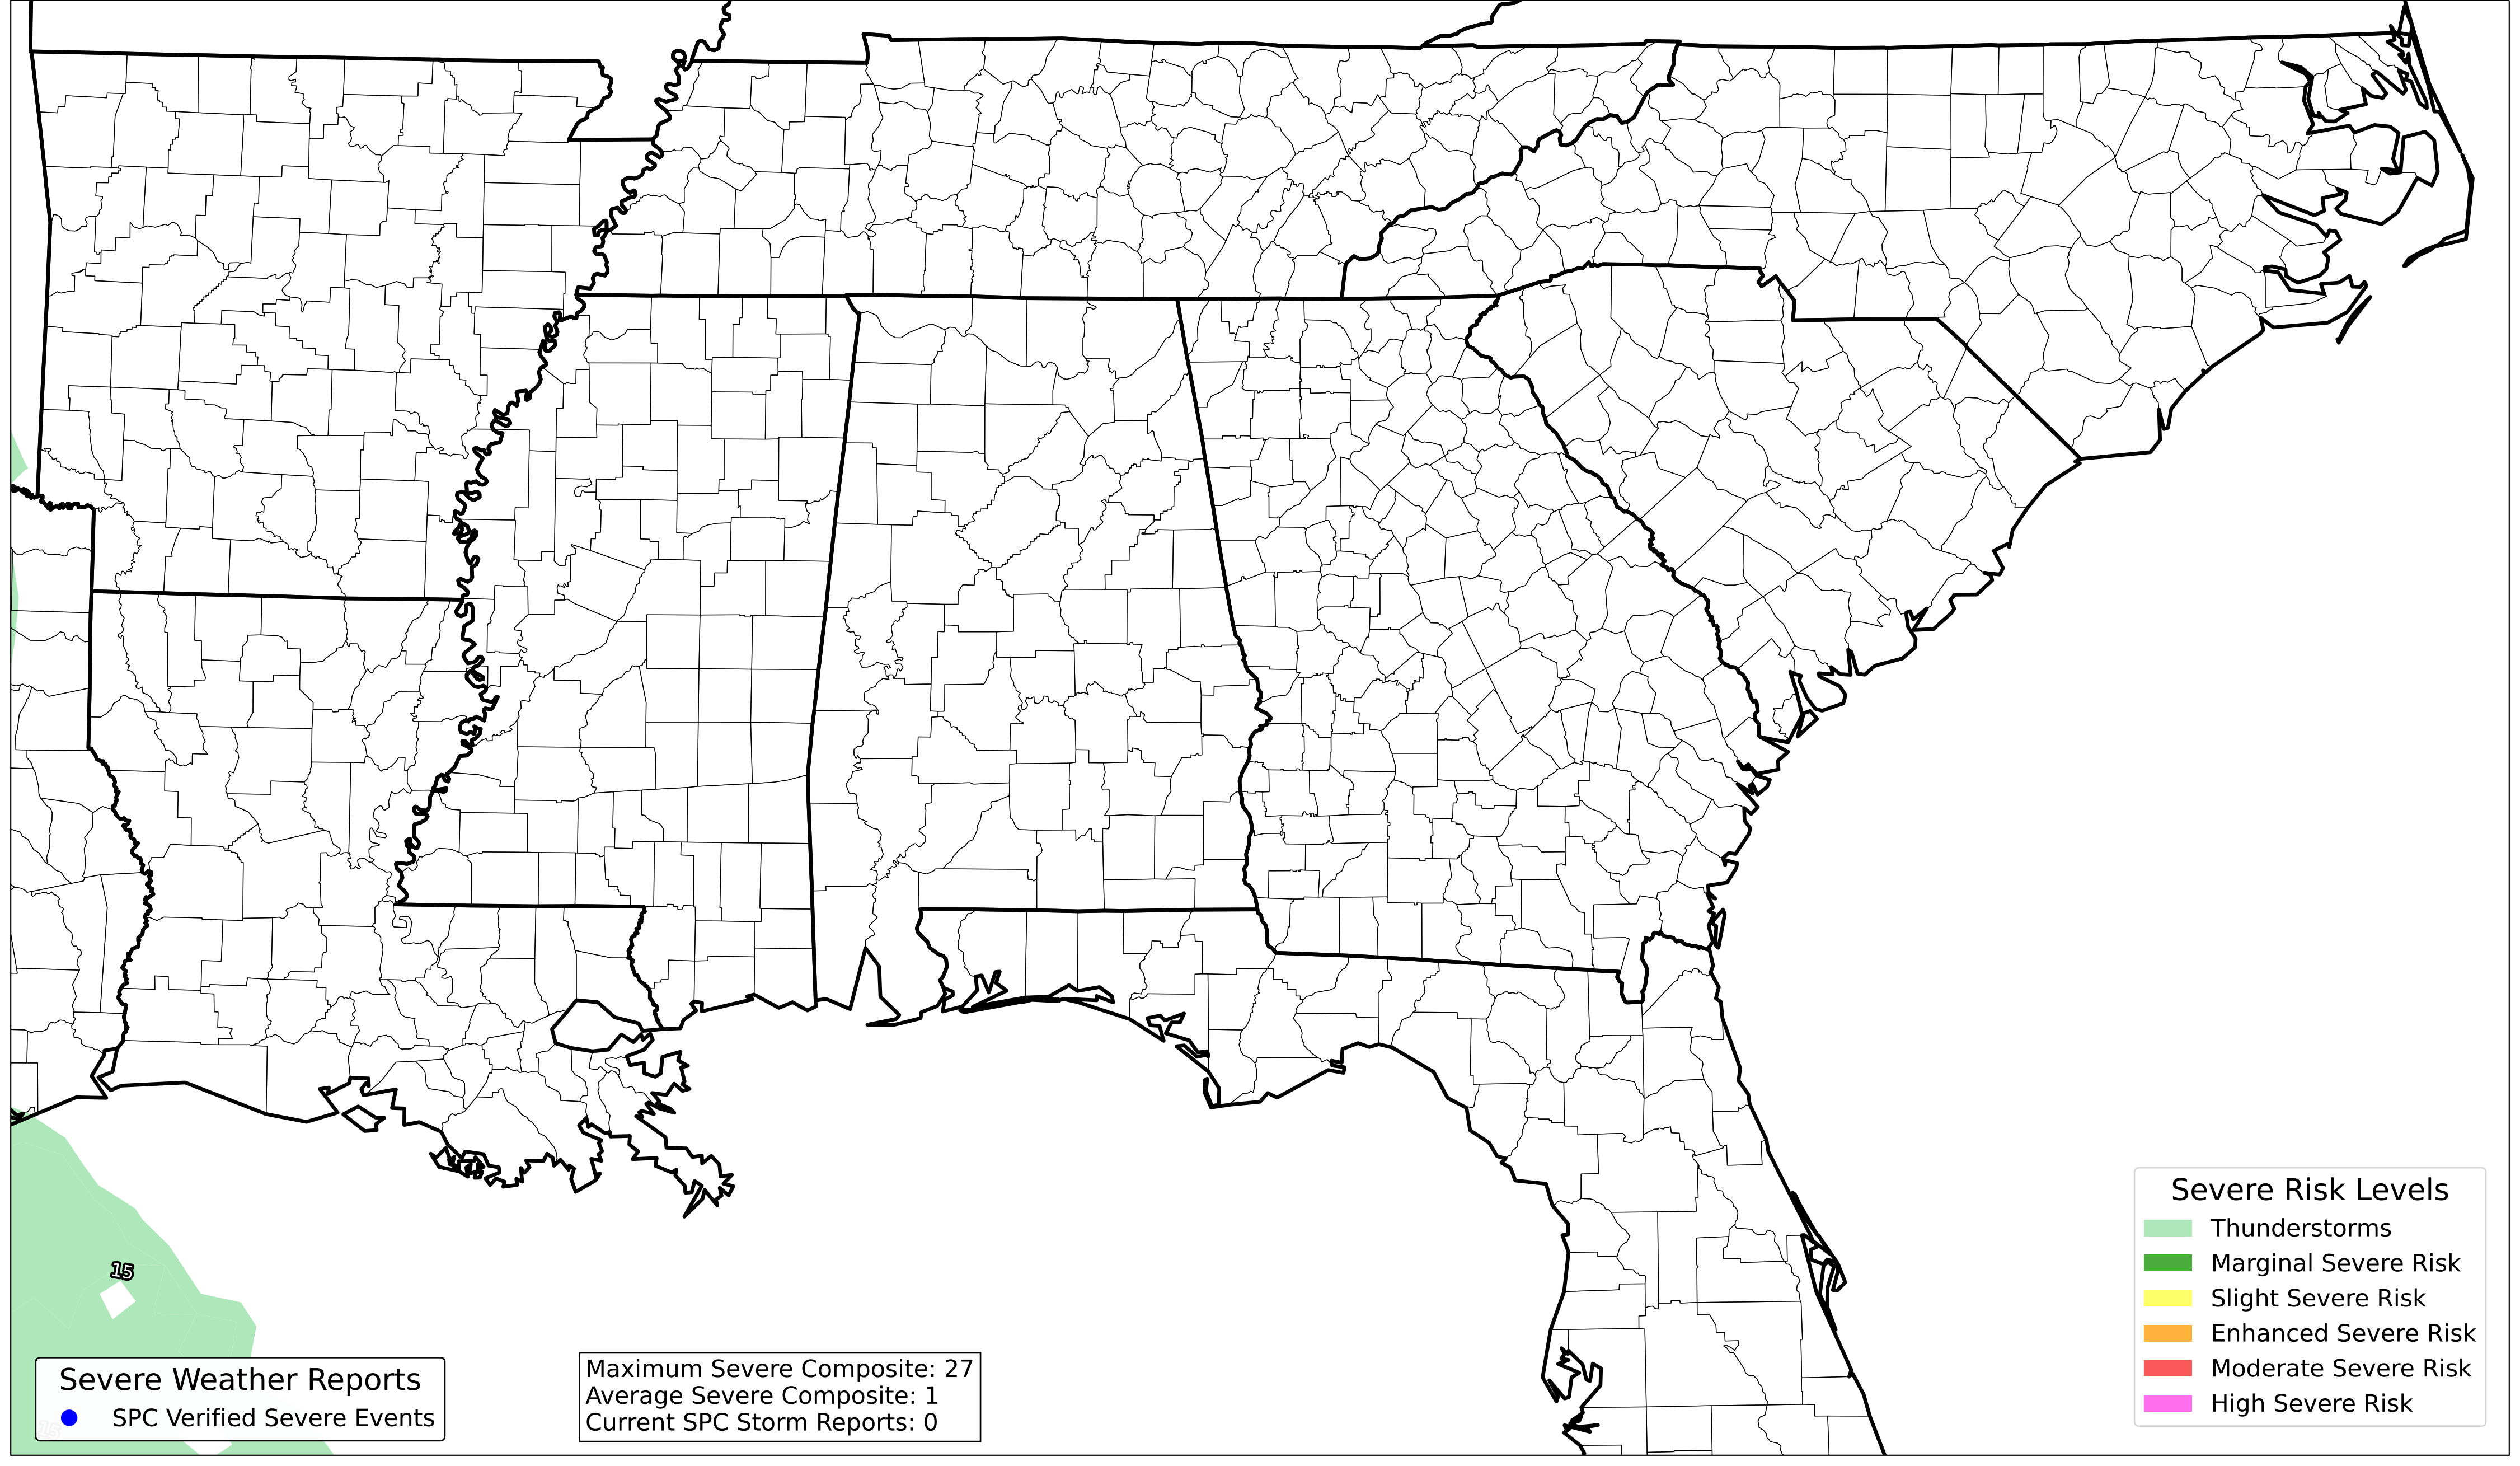 15
Severe Weather Reports
SPC Verified Severe Events
Maximum Severe Composite: 27
Average Severe Composite: 1
Current SPC Storm Reports: 0
Severe Risk Levels
Thunderstorms
Marginal Severe Risk
Slight Severe Risk
Enhanced Severe Risk
Moderate Severe Risk
High Severe Risk